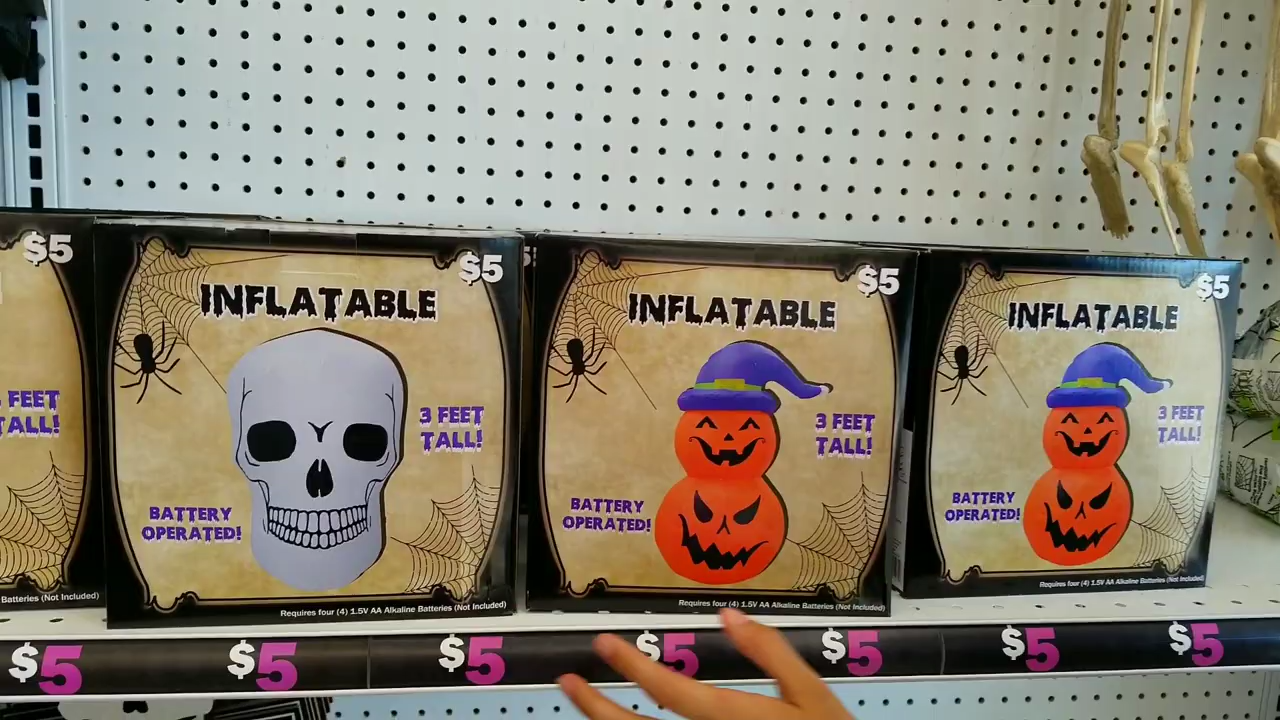 $5
FEET
TALL!
Batteries (Not Included)
$5
INFLATABLE
3 FEET
TALL!
BATTERY
OPERATED!
Requires four (4) 1.5V AA Alkaline Batteries (Not Included)
$5
INFLATABLE
3 FEET
TALL!
BATTERY
OPERATED!
Requires four (4) 1.5V AA Alkaline Batteries (Not Included)
$5
INFLATABLE
3 FEET
TALL!
BATTERY
OPERATED!
Requires four (4) 1.5V AA Alkaline Batteries (Not Included)
$5 $5 $5 $5 $5 $5 $5